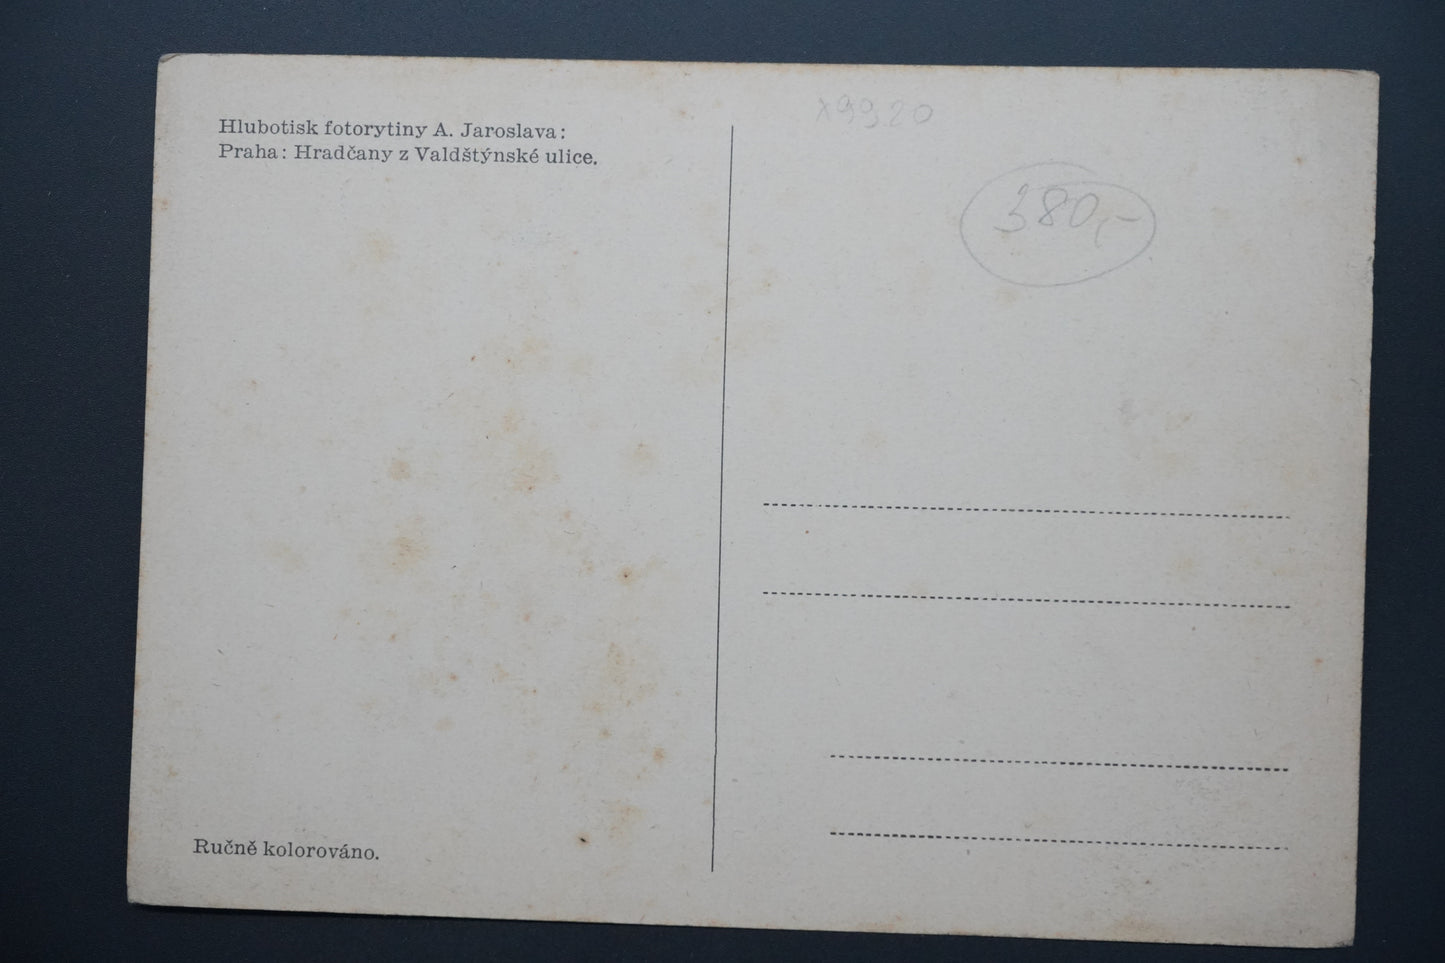 Hlubotisk fotorytiny A. Jaroslava:
Praha: Hradčany z Valdštýnské ulice.
380,-
Ručně kolorováno.